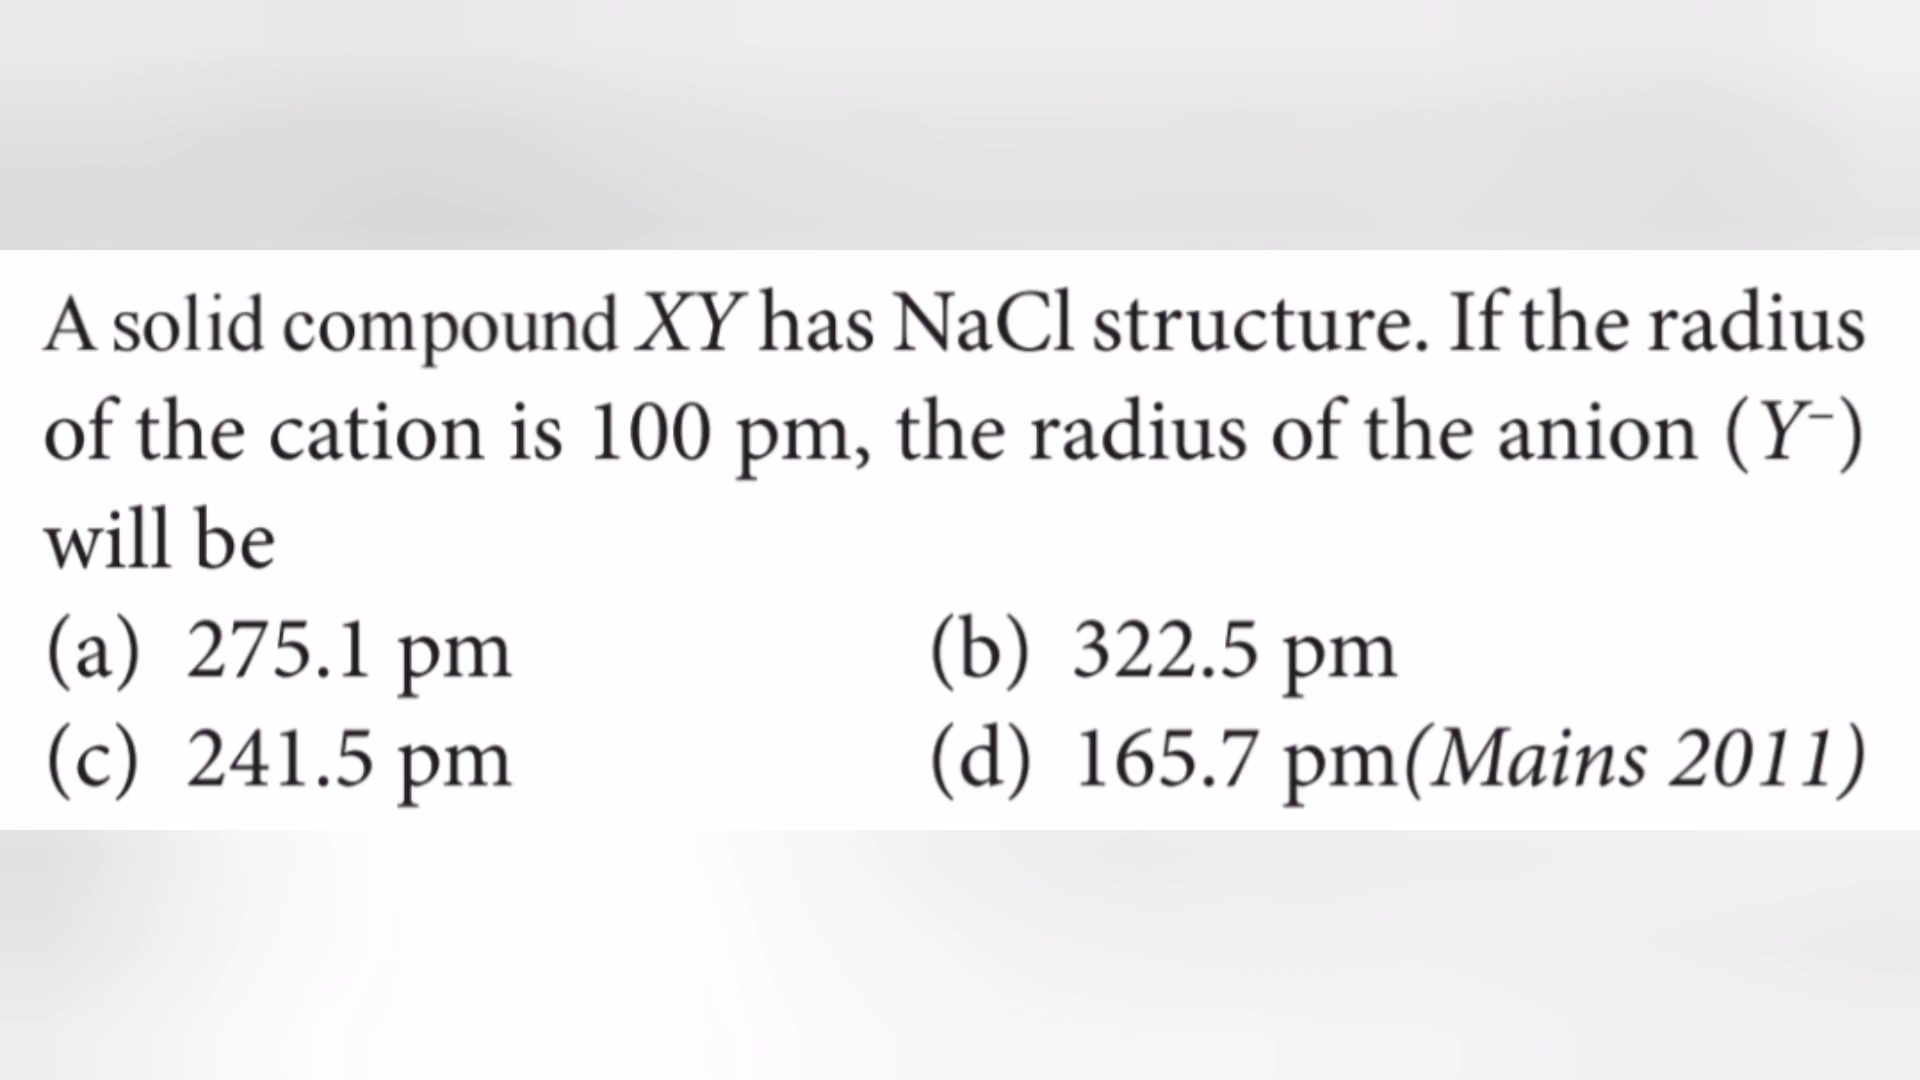 A solid compound XY has NaCl structure. If the radius
of the cation is 100 pm, the radius of the anion (Y⁻)
will be
(a) 275.1 pm (b) 322.5 pm
(c) 241.5 pm (d) 165.7 pm(Mains 2011)